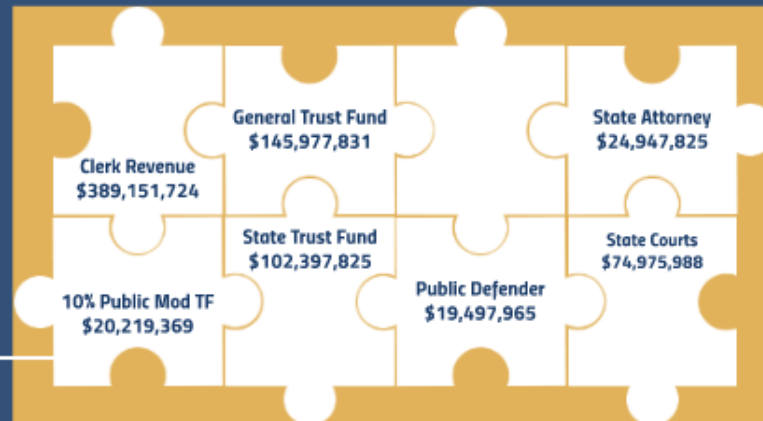 General Trust Fund
$145,977,831
State Attorney
$24,947,825
Clerk Revenue
$389,151,724
State Trust Fund
$102,397,825
State Courts
$74,975,988
10% Public Mod TF
$20,219,369
Public Defender
$19,497,965